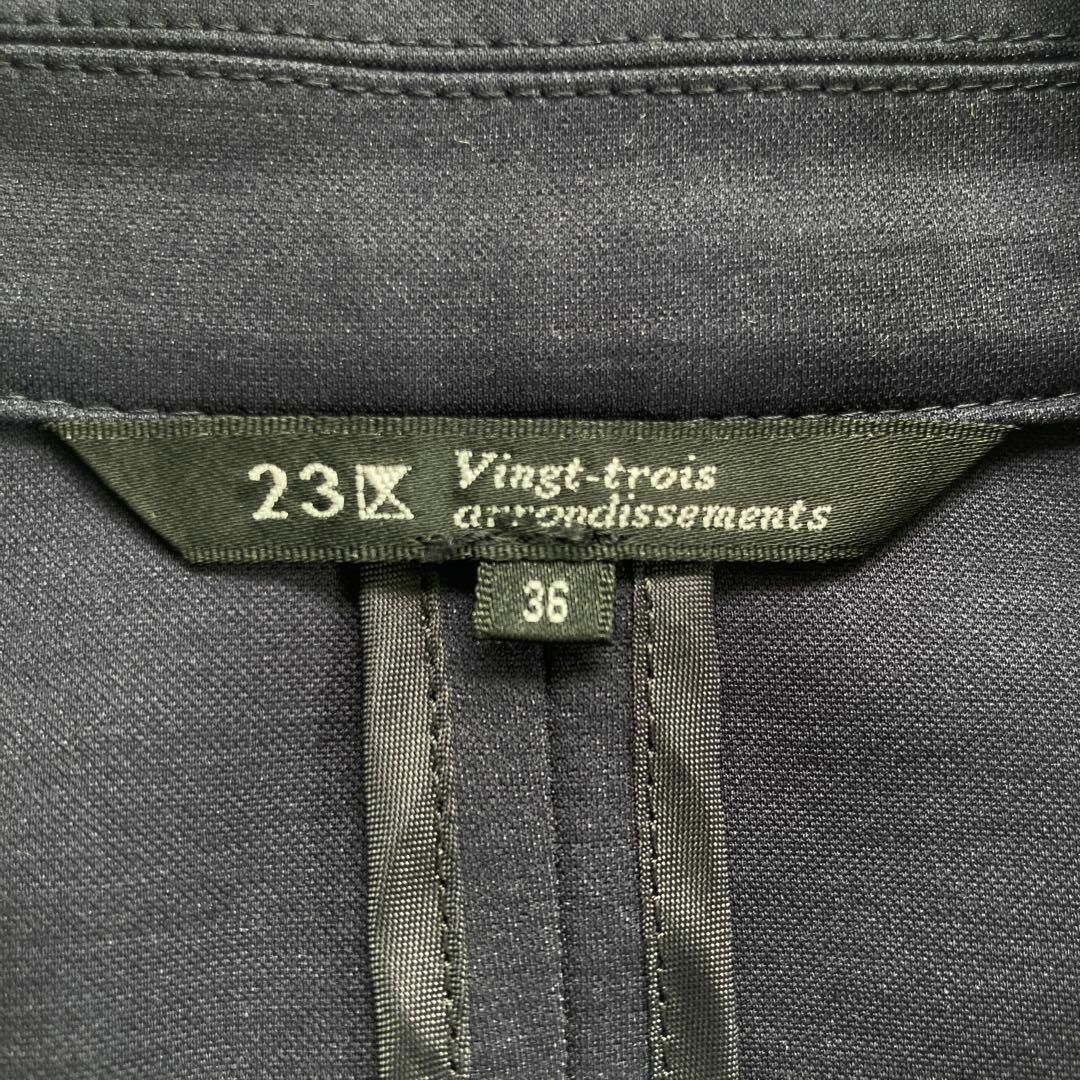 23区 Vingt-trois
arrondissements
36